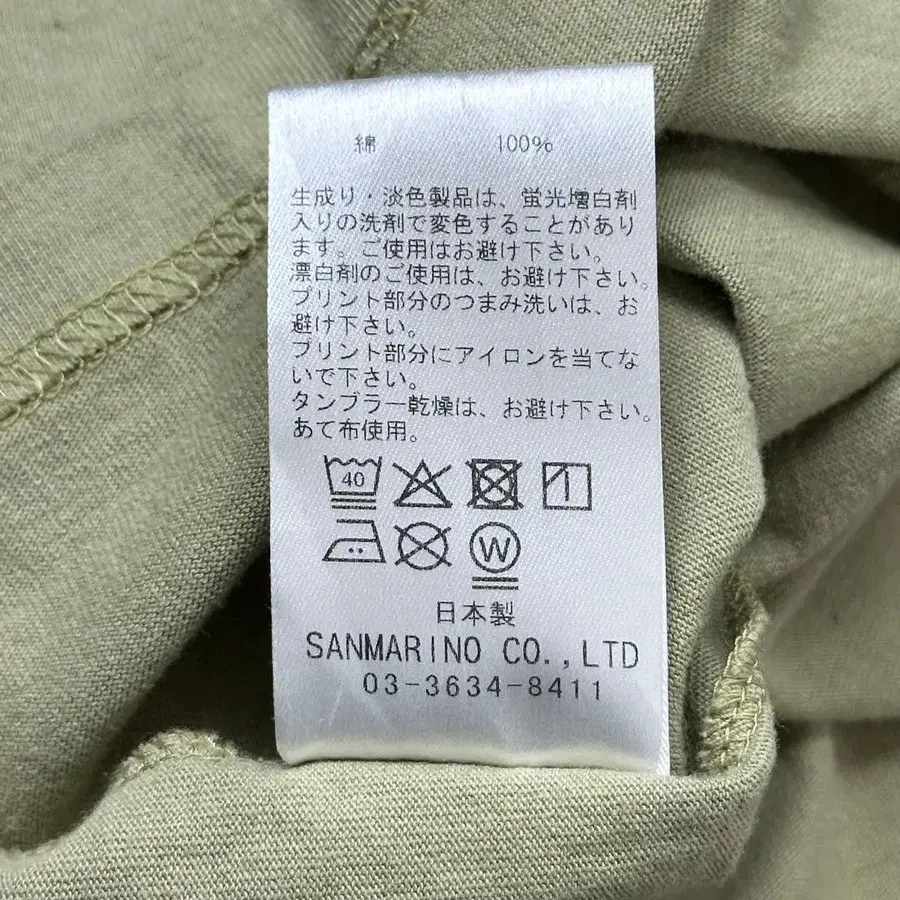 綿 100%
生成り・淡色製品は、蛍光増白剤
入りの洗剤で変色することがあり
ます。ご使用はお避け下さい。
漂白剤のご使用は、お避け下さい。
プリント部分のつまみ洗いは、お
避け下さい。
プリント部分にアイロンを当てな
いで下さい。
タンブラー乾燥は、お避け下さい。
あて布使用。
40
W
日本製
SANMARINO CO.,LTD
03-3634-8411